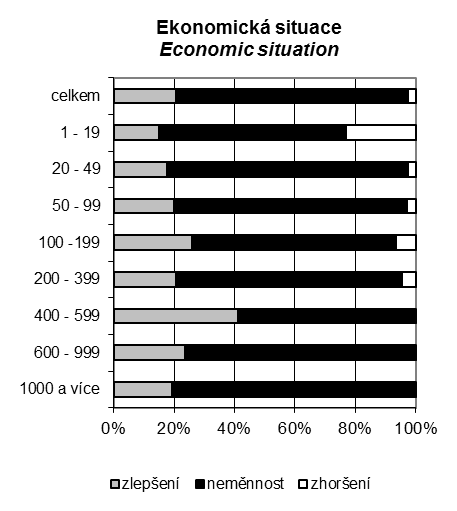 Ekonomická situace
Economic situation
celkem
1 - 19
20 - 49
50 - 99
100 -199
200 - 399
400 - 599
600 - 999
1000 a více
0% 20% 40% 60% 80% 100%
zlepšení neměnnost zhoršení